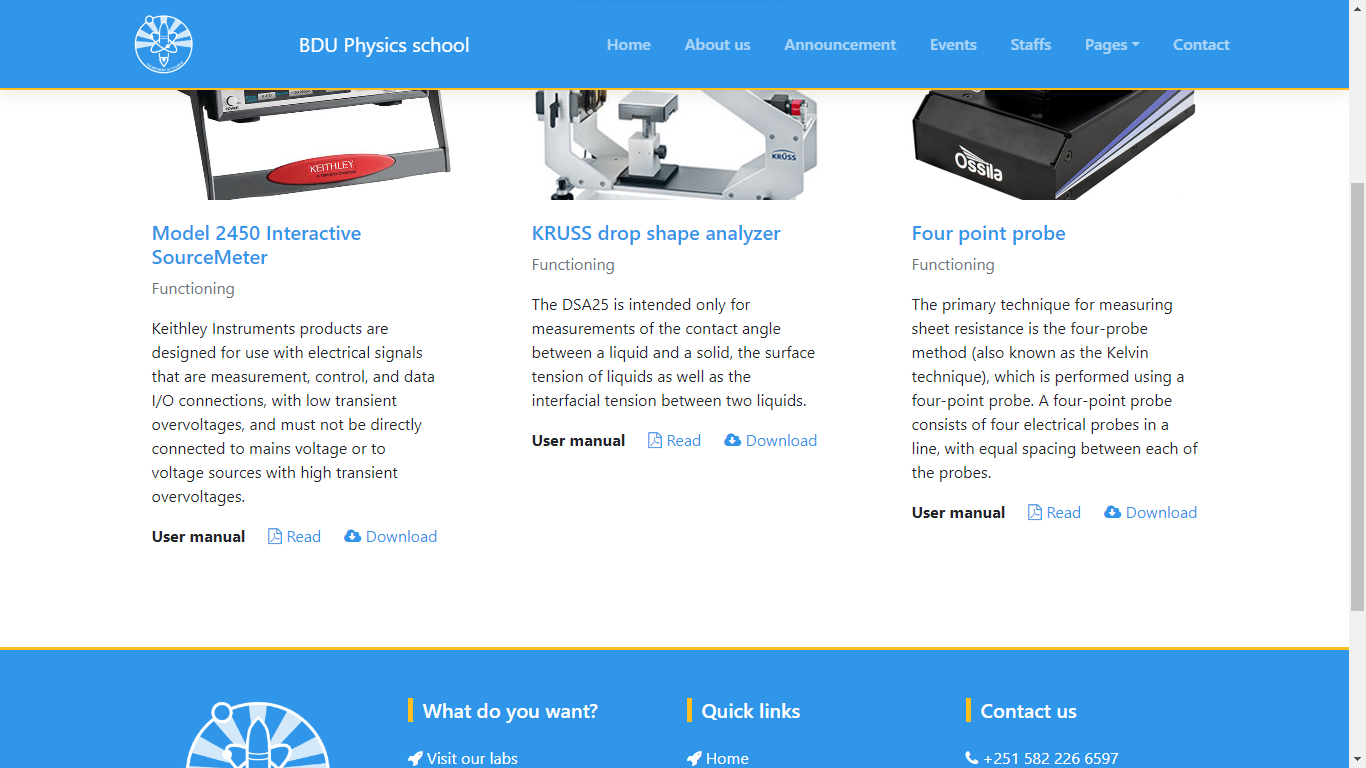 BDU Physics school
Home
About us
Announcement
Events
Staffs
Pages
Contact
POWER
KEITHLEY
KRÜSS
Ossila
Model 2450 Interactive
SourceMeter
Functioning
Keithley Instruments products are
designed for use with electrical signals
that are measurement, control, and data
I/O connections, with low transient
overvoltages, and must not be directly
connected to mains voltage or to
voltage sources with high transient
overvoltages.
User manual Read Download
KRUSS drop shape analyzer
Functioning
The DSA25 is intended only for
measurements of the contact angle
between a liquid and a solid, the surface
tension of liquids as well as the
interfacial tension between two liquids.
User manual Read Download
Four point probe
Functioning
The primary technique for measuring
sheet resistance is the four-probe
method (also known as the Kelvin
technique), which is performed using a
four-point probe. A four-point probe
consists of four electrical probes in a
line, with equal spacing between each of
the probes.
User manual Read Download
What do you want?
Visit our labs
Quick links
Home
Contact us
+251 582 226 6597